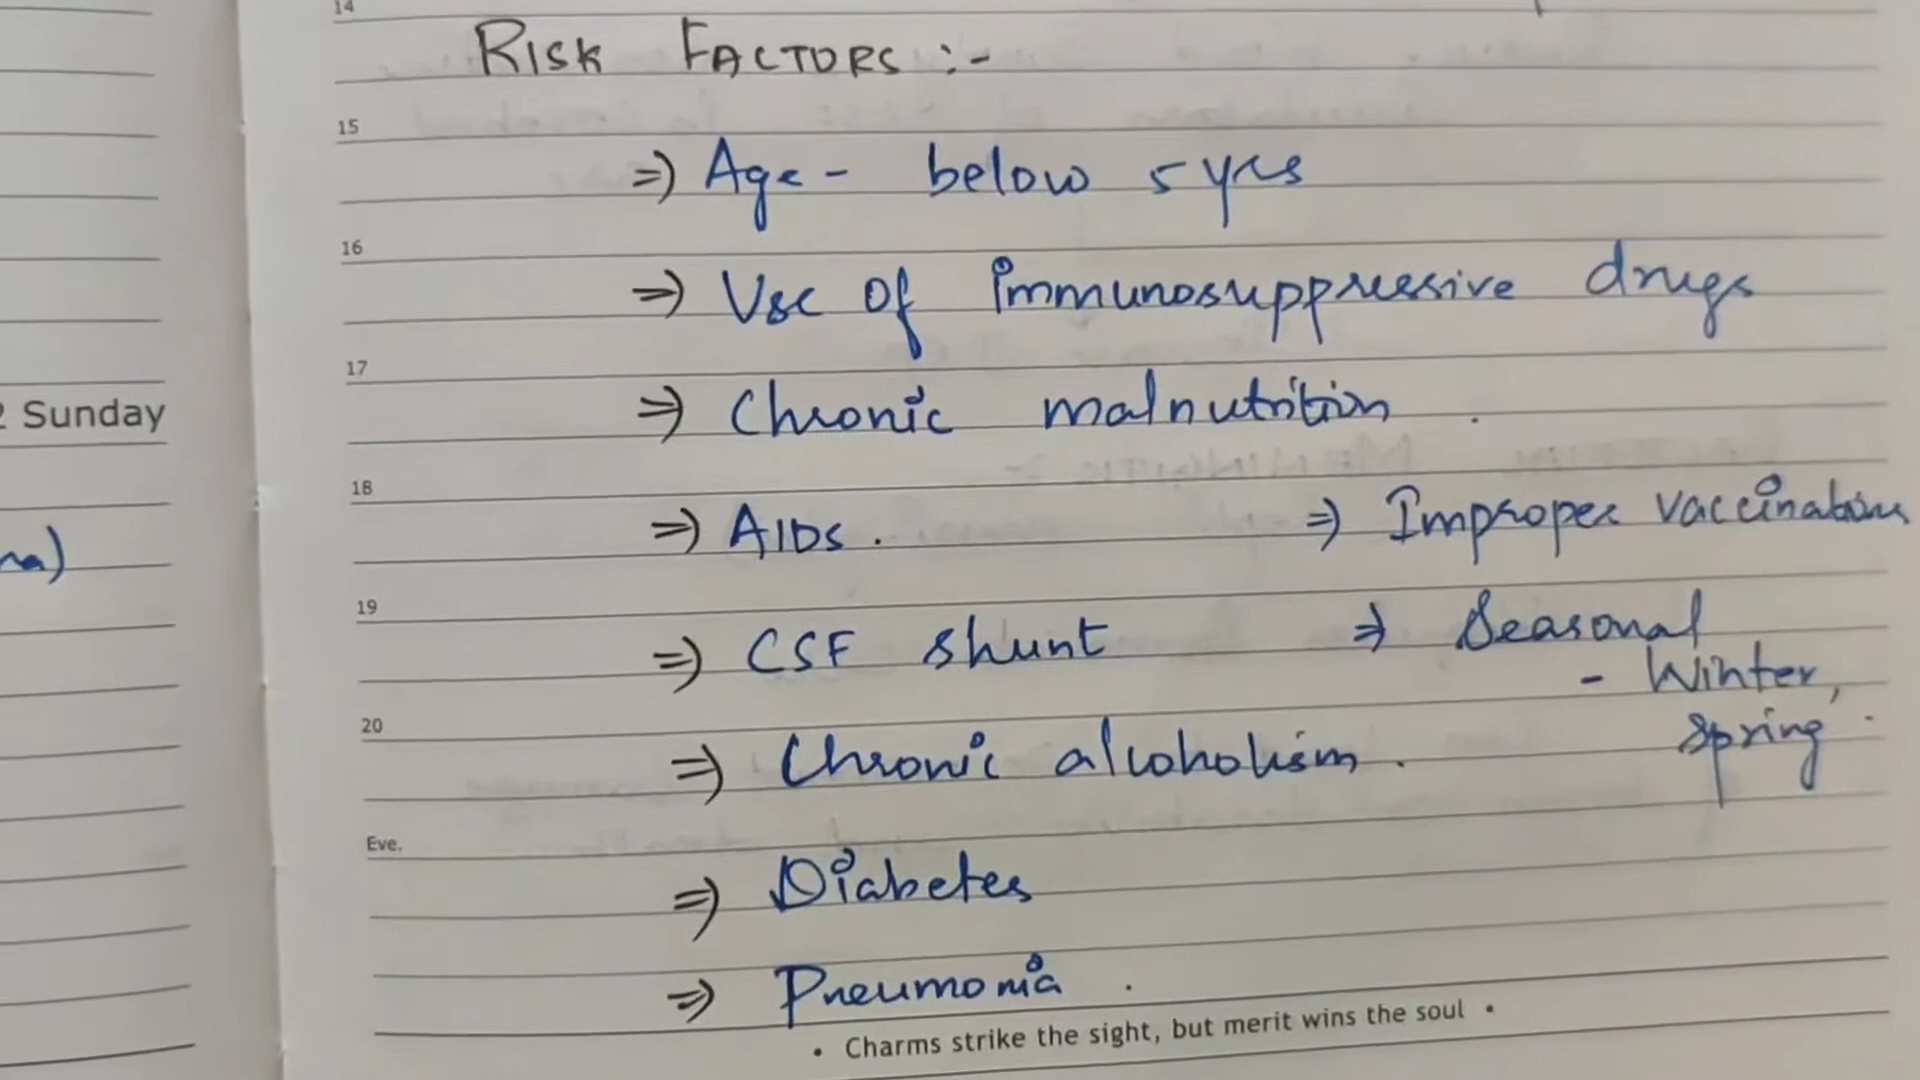 14
RISK FACTORS :-
15
⇒ Age - below 5 yrs
16
⇒ Use of immunosuppressive drugs
17
⇒ Chronic malnutrition .
Sunday
18
⇒ AIDs . ⇒ Improper vaccinations
19
⇒ CSF shunt ⇒ Seasonal
- Winter,
spring
20
⇒ Chronic alcoholism .
Eve.
⇒ Diabetes
⇒ Pneumonia .
• Charms strike the sight, but merit wins the soul •